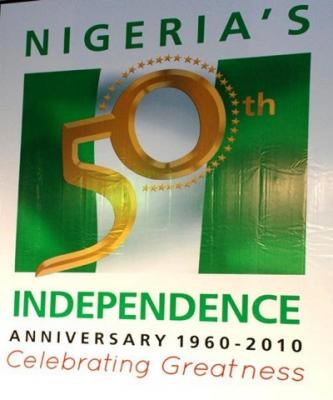 NIGERIA'S
50th
INDEPENDENCE
ANNIVERSARY 1960-2010
Celebrating Greatness